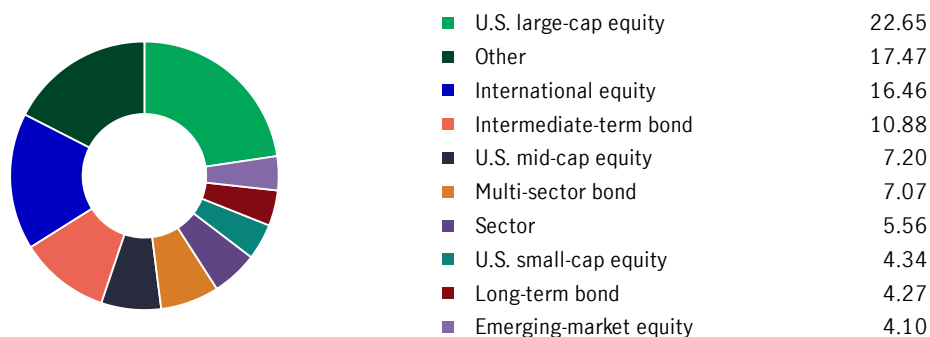 U.S. large-cap equity 22.65
Other 17.47
International equity 16.46
Intermediate-term bond 10.88
U.S. mid-cap equity 7.20
Multi-sector bond 7.07
Sector 5.56
U.S. small-cap equity 4.34
Long-term bond 4.27
Emerging-market equity 4.10